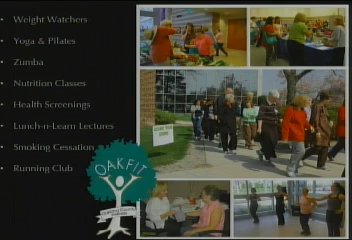 • Weight Watchers
• Yoga & Pilates
• Zumba
• Nutrition Classes
• Health Screenings
• Lunch-n-Learn Lectures
• Smoking Cessation
• Running Club
OAKFIT